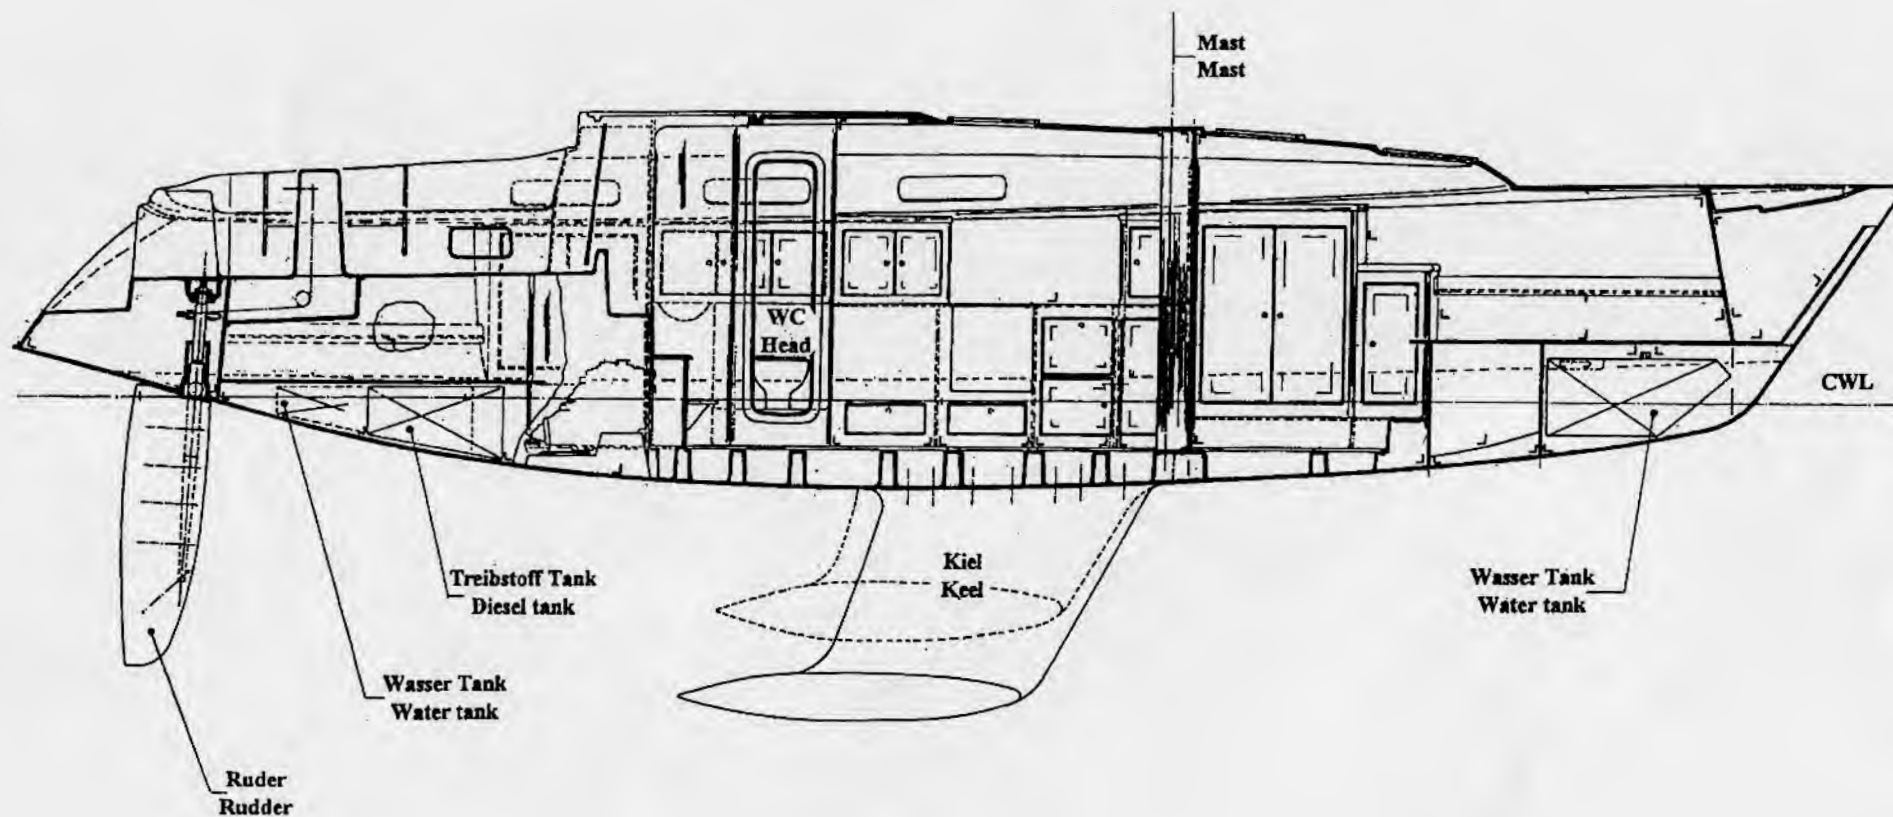 Mast
Mast
WC
Head
CWL
Kiel
Keel
Treibstoff Tank
Diesel tank
Wasser Tank
Water tank
Wasser Tank
Water tank
Ruder
Rudder